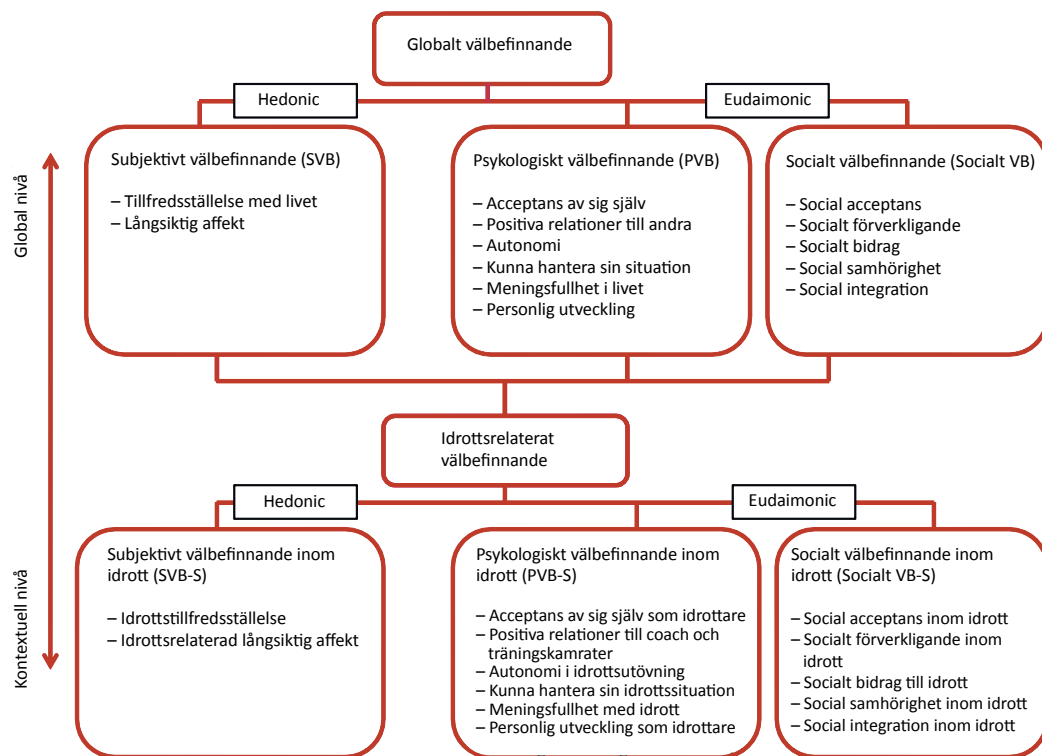 Globalt välbefinnande
Hedonic
Eudaimonic
Global nivå
Subjektivt välbefinnande (SVB)
– Tillfredsställelse med livet
– Långsiktig affekt
Psykologiskt välbefinnande (PVB)
– Acceptans av sig själv
– Positiva relationer till andra
– Autonomi
– Kunna hantera sin situation
– Meningsfullhet i livet
– Personlig utveckling
Socialt välbefinnande (Socialt VB)
– Social acceptans
– Socialt förverkligande
– Socialt bidrag
– Social samhörighet
– Social integration
Idrottsrelaterat
välbefinnande
Hedonic
Eudaimonic
Kontextuell nivå
Subjektivt välbefinnande inom
idrott (SVB-S)
– Idrottstillfredsställelse
– Idrottsrelaterad långsiktig affekt
Psykologiskt välbefinnande inom
idrott (PVB-S)
– Acceptans av sig själv som idrottare
– Positiva relationer till coach och
träningskamrater
– Autonomi i idrottsutövning
– Kunna hantera sin idrottssituation
– Meningsfullhet med idrott
– Personlig utveckling som idrottare
Socialt välbefinnande inom
idrott (Socialt VB-S)
– Social acceptans inom idrott
– Socialt förverkligande inom
idrott
– Socialt bidrag till idrott
– Social samhörighet inom idrott
– Social integration inom idrott